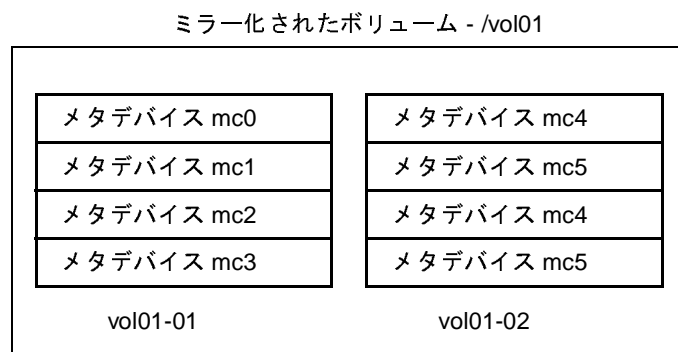 ミラー化されたボリューム - /vol01
メタデバイス mc0
メタデバイス mc1
メタデバイス mc2
メタデバイス mc3
vol01-01
メタデバイス mc4
メタデバイス mc5
メタデバイス mc4
メタデバイス mc5
vol01-02